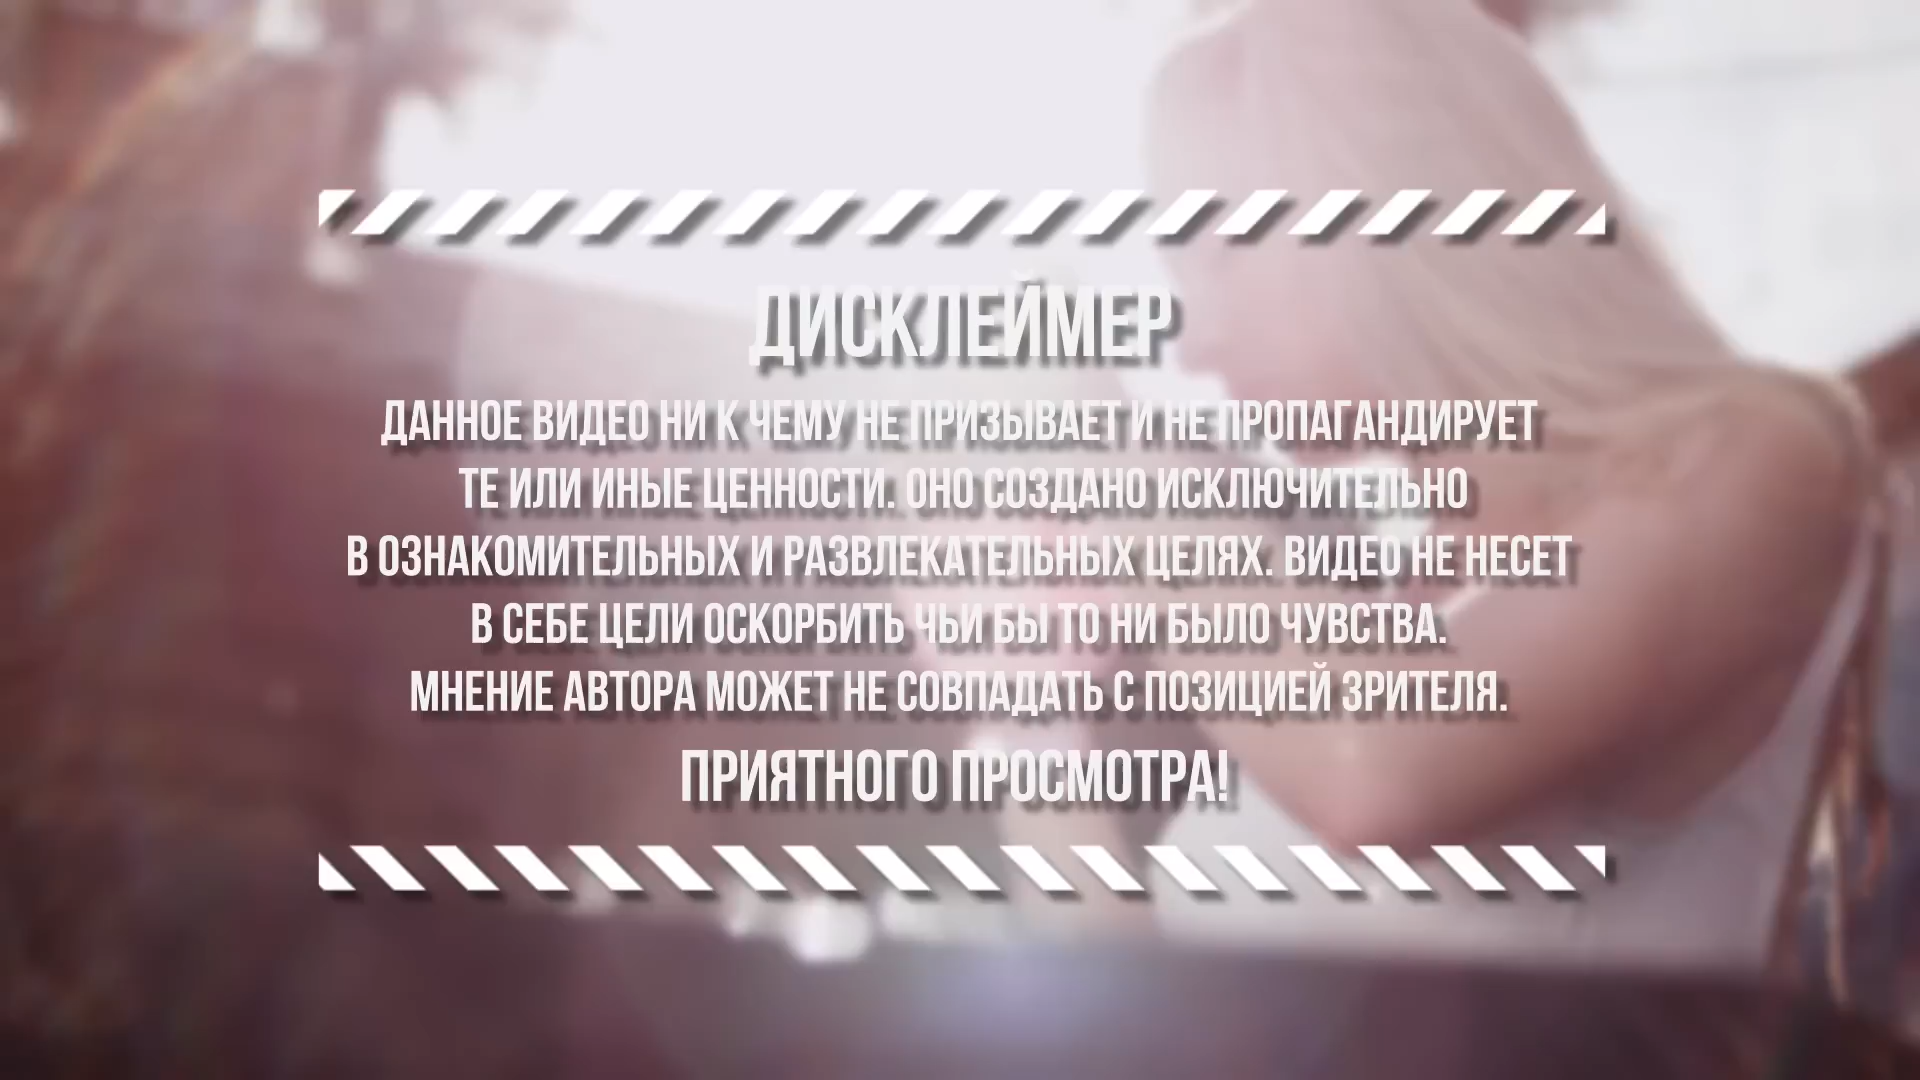 ДИСКЛЕЙМЕР
ДАННОЕ ВИДЕО НИ К ЧЕМУ НЕ ПРИЗЫВАЕТ И НЕ ПРОПАГАНДИРУЕТ
ТЕ ИЛИ ИНЫЕ ЦЕННОСТИ. ОНО СОЗДАНО ИСКЛЮЧИТЕЛЬНО
В ОЗНАКОМИТЕЛЬНЫХ И РАЗВЛЕКАТЕЛЬНЫХ ЦЕЛЯХ. ВИДЕО НЕ НЕСЕТ
В СЕБЕ ЦЕЛИ ОСКОРБИТЬ ЧЬИ БЫ ТО НИ БЫЛО ЧУВСТВА.
МНЕНИЕ АВТОРА МОЖЕТ НЕ СОВПАДАТЬ С ПОЗИЦИЕЙ ЗРИТЕЛЯ.
ПРИЯТНОГО ПРОСМОТРА!